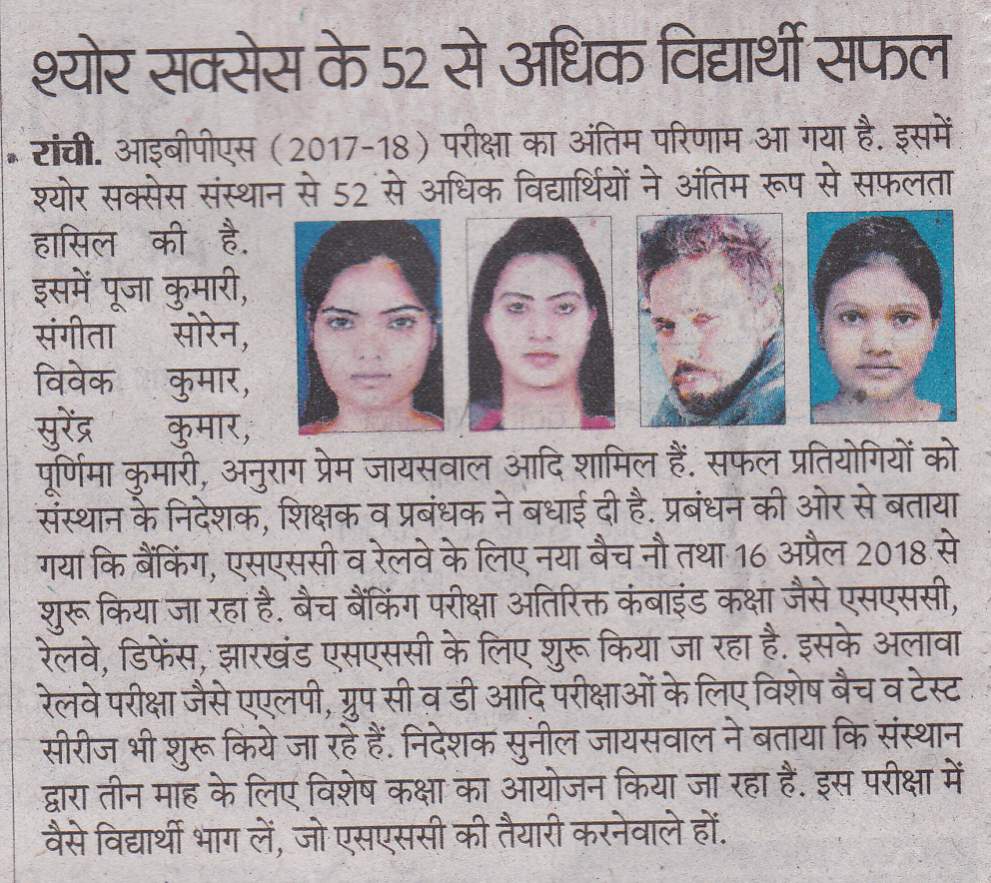 श्योर सक्सेस के 52 से अधिक विद्यार्थी सफल
रांची. आइबीपीएस (2017-18) परीक्षा का अंतिम परिणाम आ गया है. इसमें
श्योर सक्सेस संस्थान से 52 से अधिक विद्यार्थियों ने अंतिम रूप से सफलता
हासिल की है.
इसमें पूजा कुमारी,
संगीता सोरेन,
विवेक कुमार,
सुरेंद्र कुमार,
पूर्णिमा कुमारी, अनुराग प्रेम जायसवाल आदि शामिल हैं. सफल प्रतियोगियों को
संस्थान के निदेशक, शिक्षक व प्रबंधक ने बधाई दी है. प्रबंधन की ओर से बताया
गया कि बैंकिंग, एसएससी व रेलवे के लिए नया बैच नौ तथा 16 अप्रैल 2018 से
शुरू किया जा रहा है. बैच बैंकिंग परीक्षा अतिरिक्त कंबाइंड कक्षा जैसे एसएससी,
रेलवे, डिफेंस, झारखंड एसएससी के लिए शुरू किया जा रहा है. इसके अलावा
रेलवे परीक्षा जैसे एएलपी, ग्रुप सी व डी आदि परीक्षाओं के लिए विशेष बैच व टेस्ट
सीरीज भी शुरू किये जा रहे हैं. निदेशक सुनील जायसवाल ने बताया कि संस्थान
द्वारा तीन माह के लिए विशेष कक्षा का आयोजन किया जा रहा हैं. इस परीक्षा में
वैसे विद्यार्थी भाग लें, जो एसएससी की तैयारी करनेवाले हों.